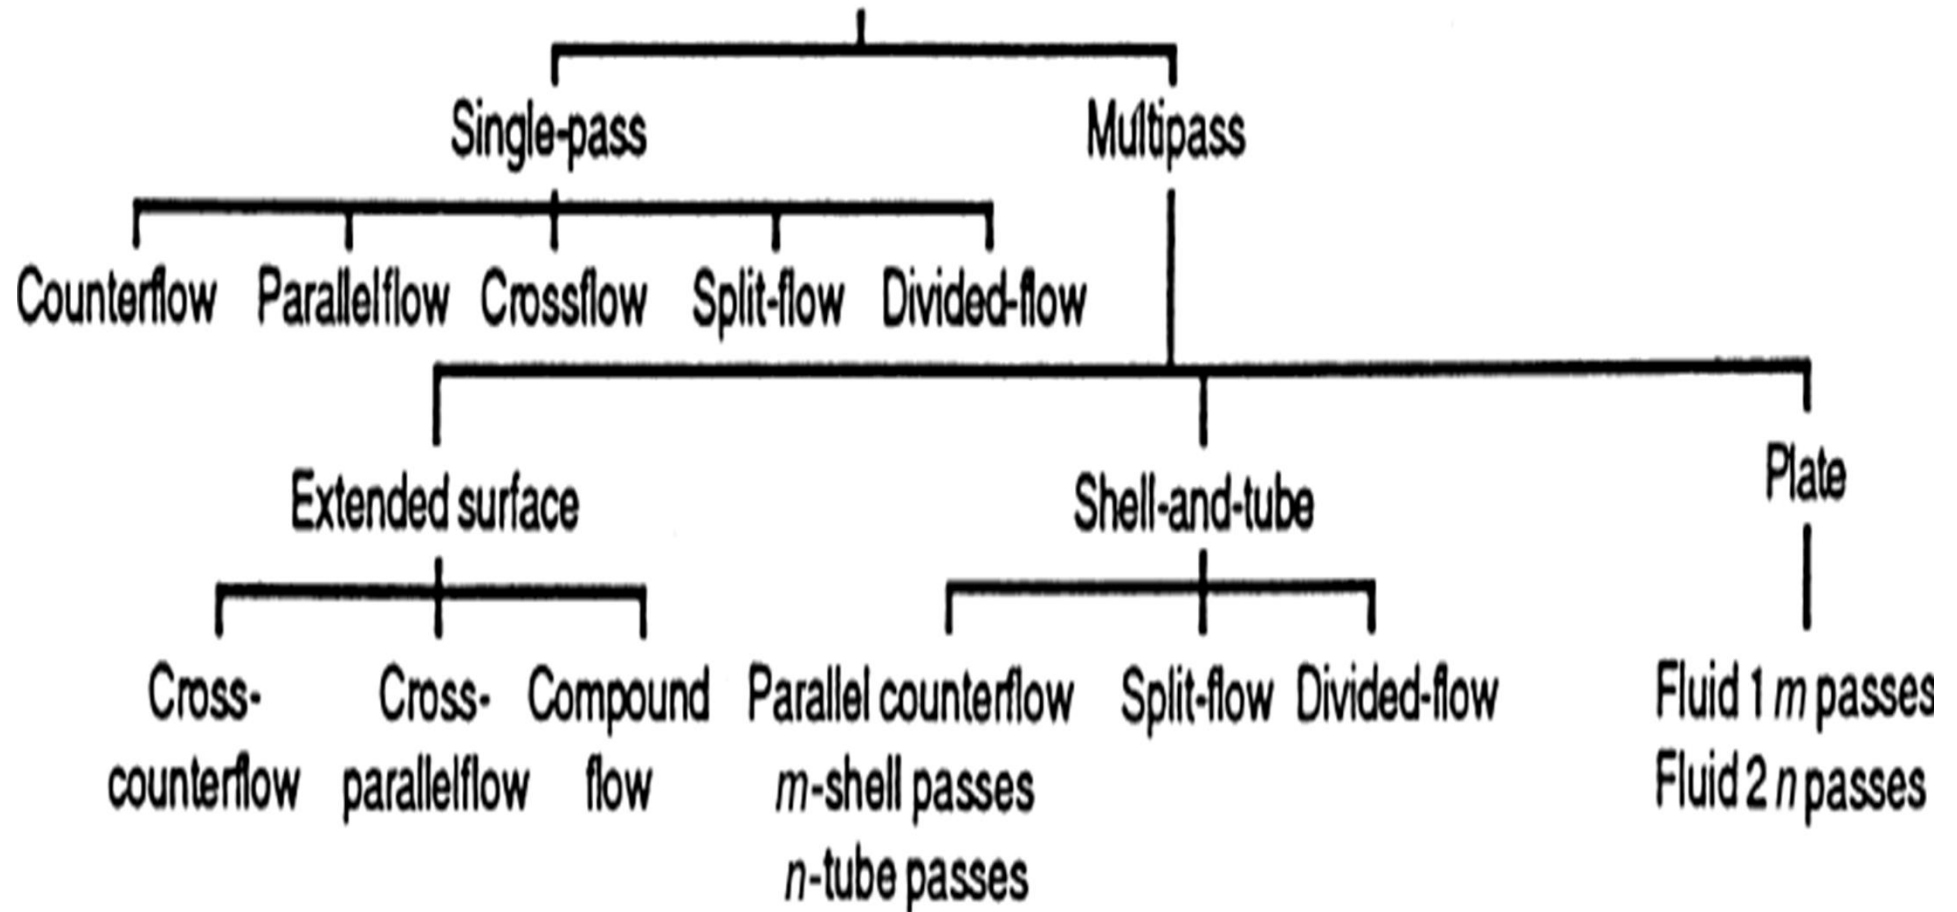 Single-pass Multipass
Counterflow Parallelflow Crossflow Split-flow Divided-flow
Extended surface Shell-and-tube Plate
Cross- Cross- Compound Parallel counterflow Split-flow Divided-flow Fluid 1 m passes
counterflow parallelflow flow m-shell passes Fluid 2 n passes
n-tube passes